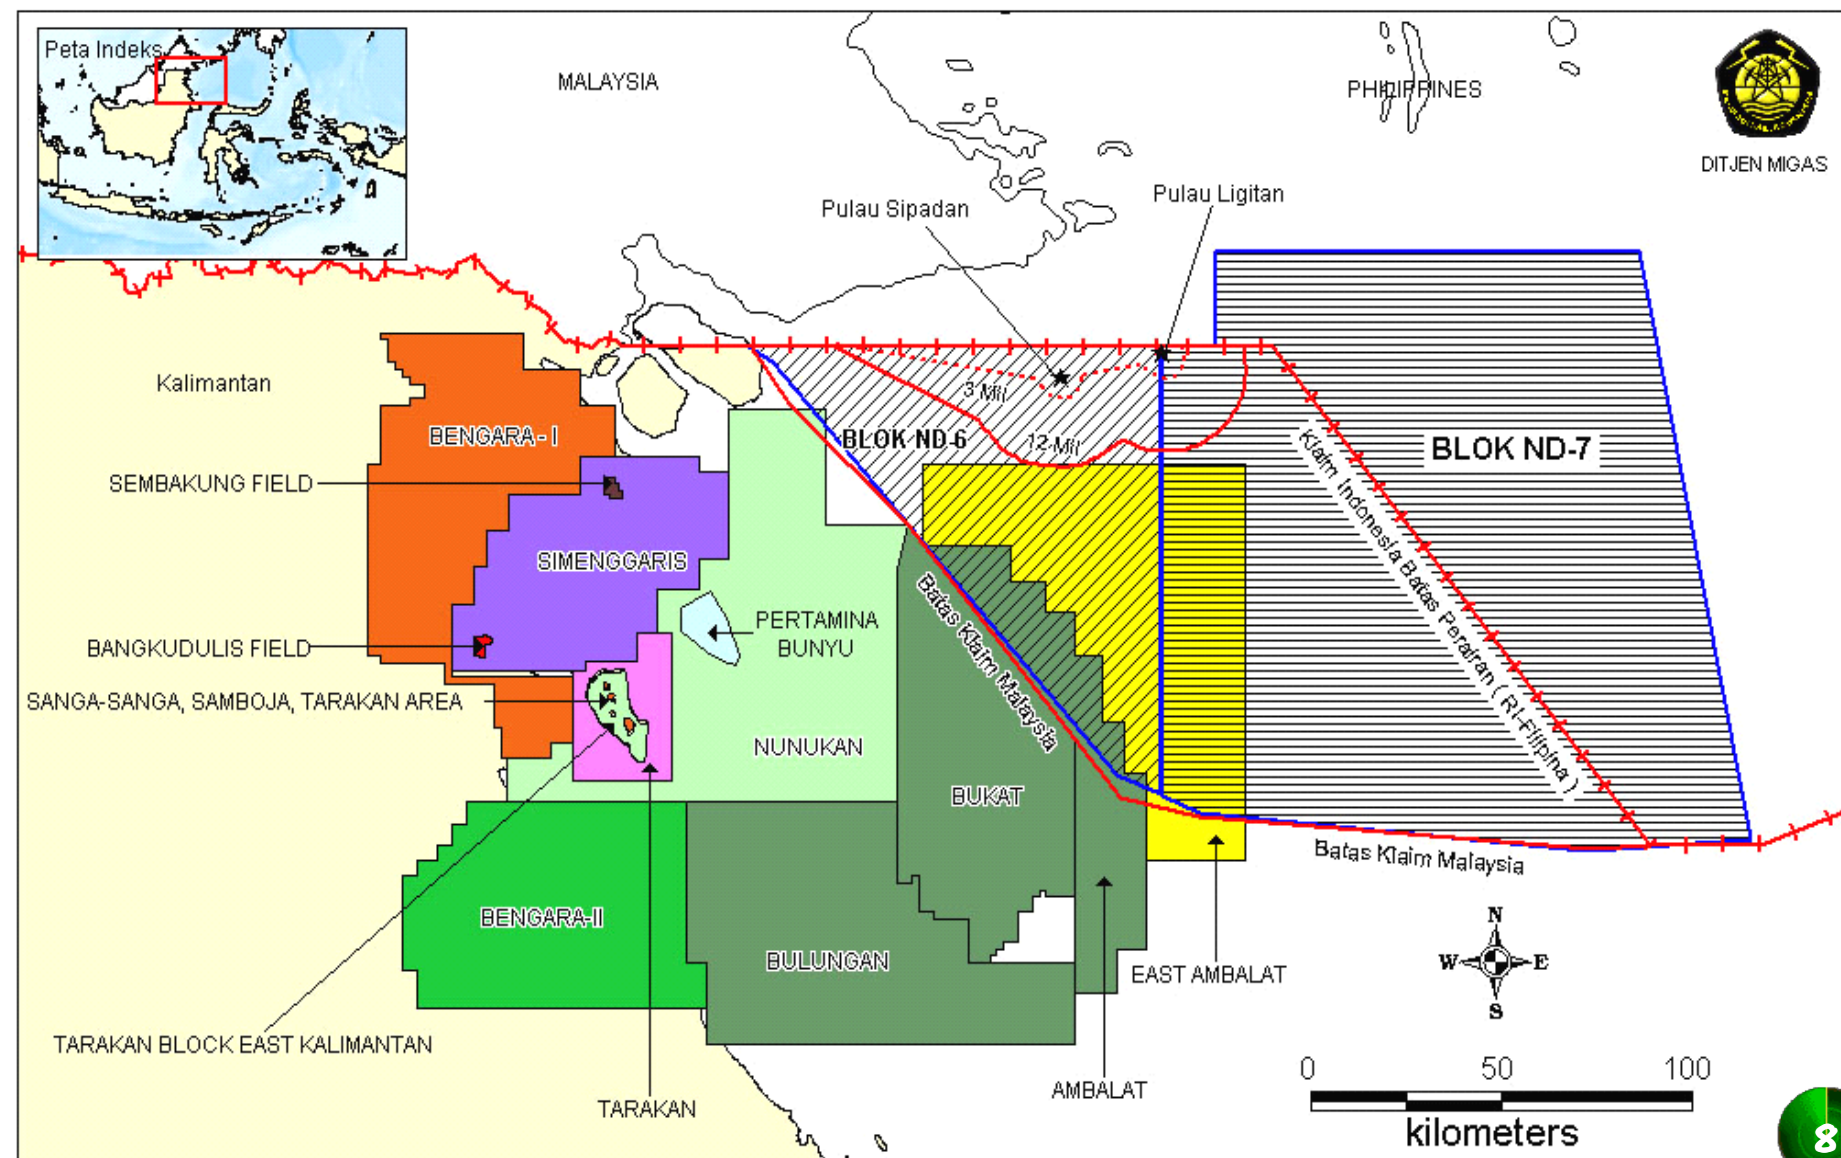 Peta Indeks
MALAYSIA
PHILIPPINES
DITJEN MIGAS
Pulau Sipadan
Pulau Ligitan
Kalimantan
BENGARA - I
3 Mil
12 Mil
BLOK ND-6
BLOK ND-7
SEMBAKUNG FIELD
SIMENGGARIS
Klaim Indonesia Batas Perairan ( RI-Filipina )
Batas Klaim Malaysia
PERTAMINA
BUNYU
BANGKUDULIS FIELD
SANGA-SANGA, SAMBOJA, TARAKAN AREA
NUNUKAN
BUKAT
Batas Klaim Malaysia
BENGARA-II
BULUNGAN
EAST AMBALAT
N
W E
S
TARAKAN BLOCK EAST KALIMANTAN
AMBALAT
TARAKAN
0 50 100
kilometers
8